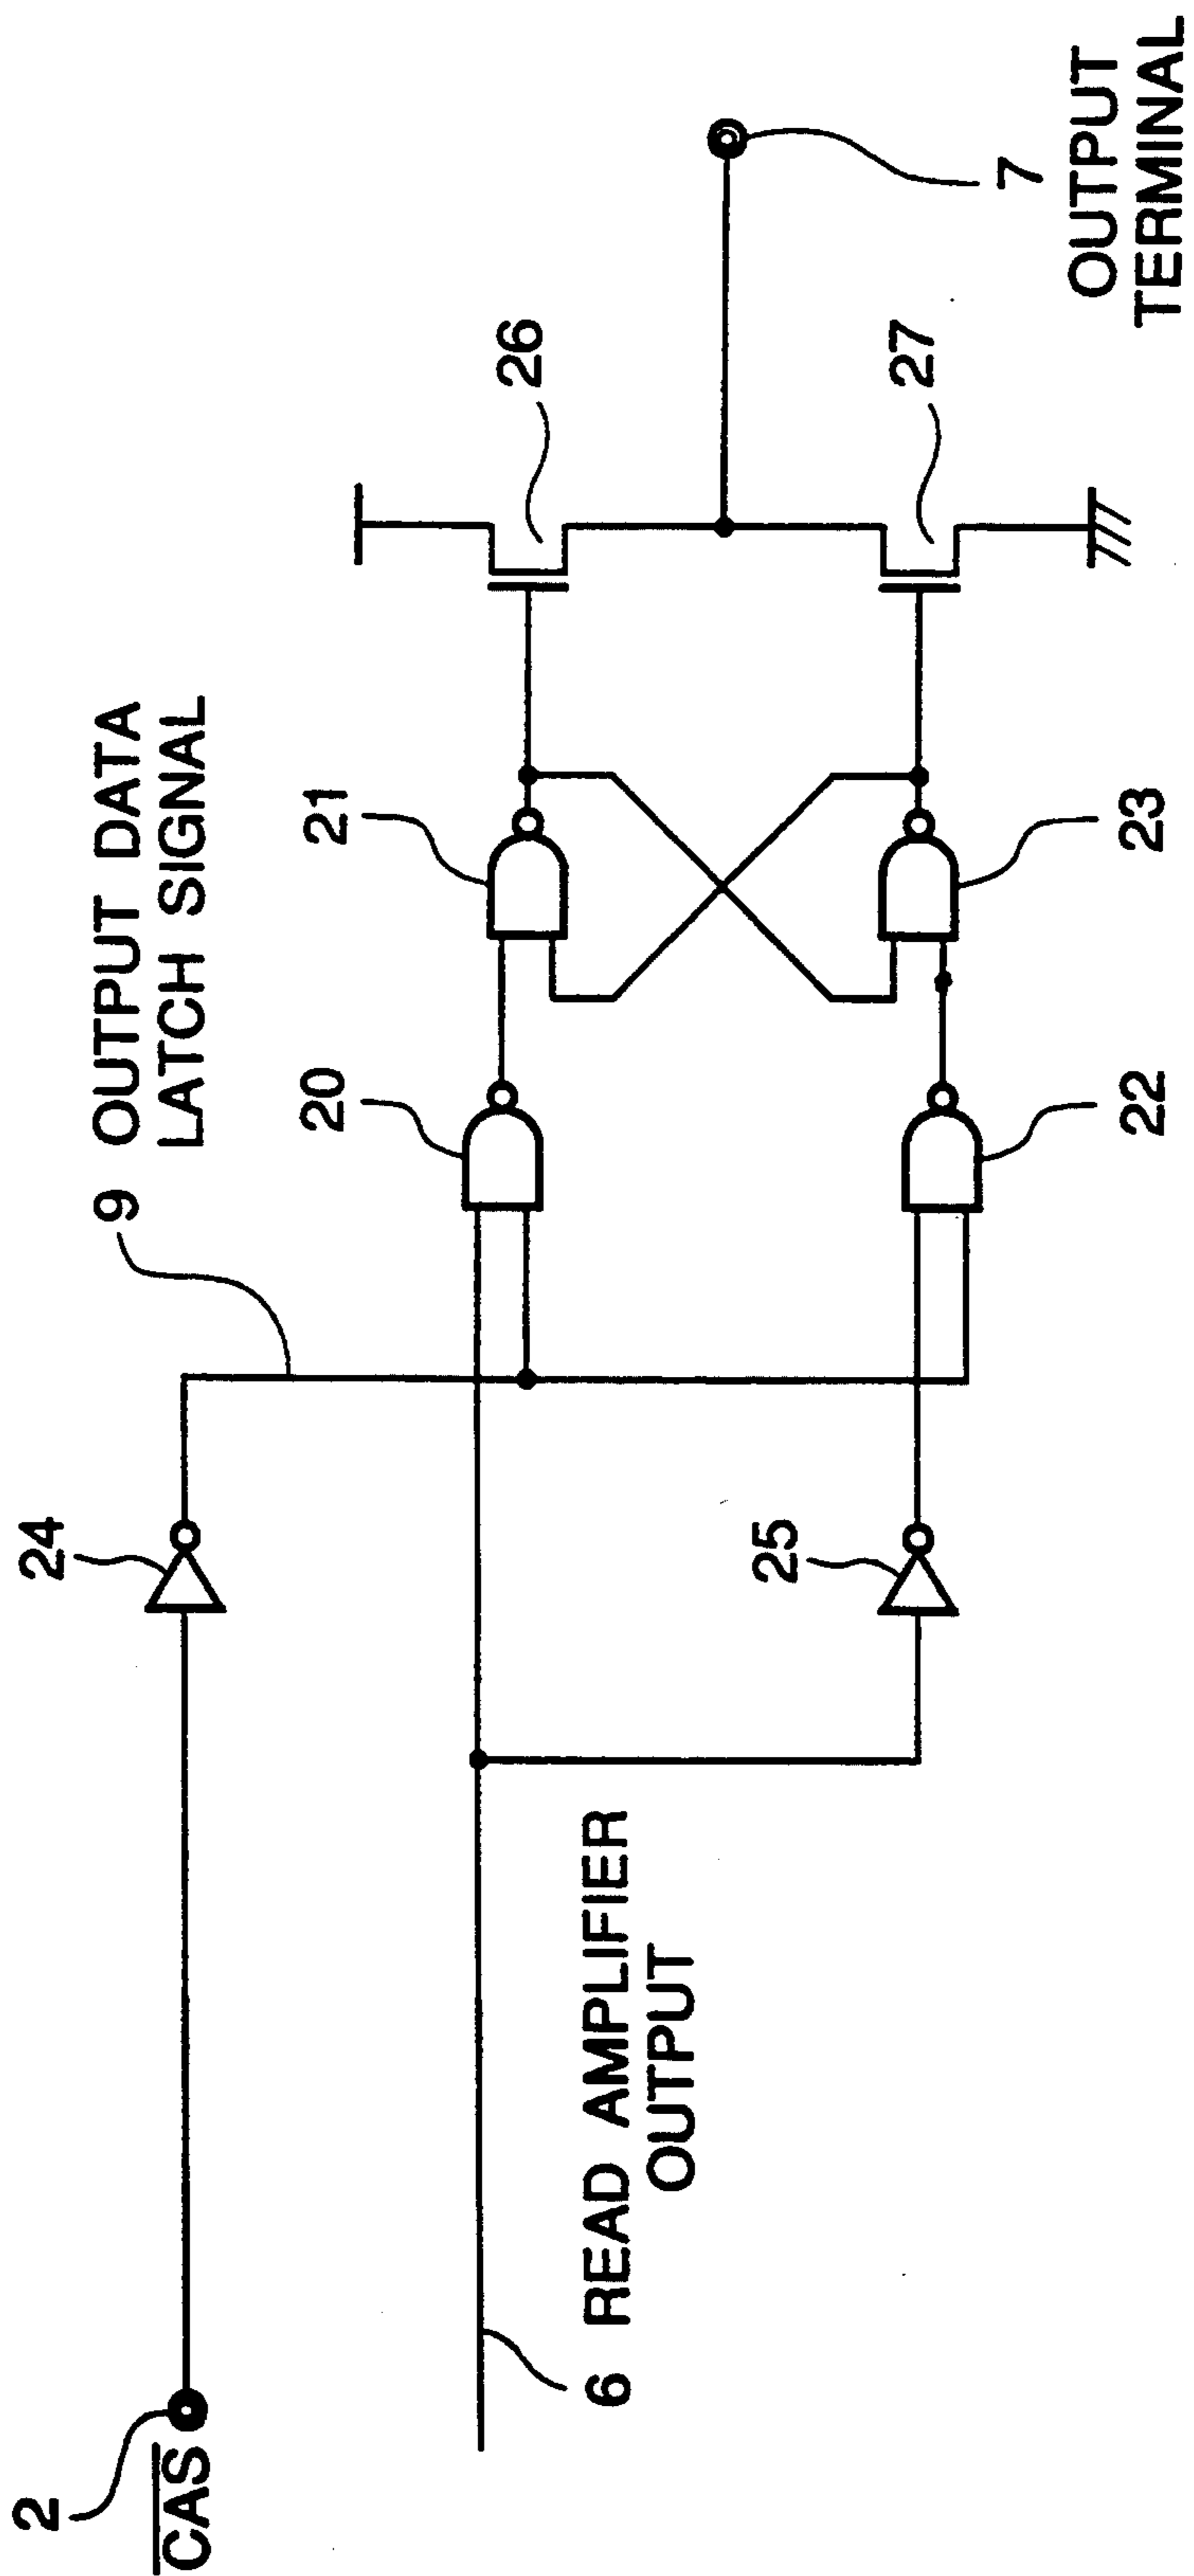 2
CAS
24
9 OUTPUT DATA
LATCH SIGNAL
20
21
26
6 READ AMPLIFIER
OUTPUT
25
22
23
27
7
OUTPUT
TERMINAL